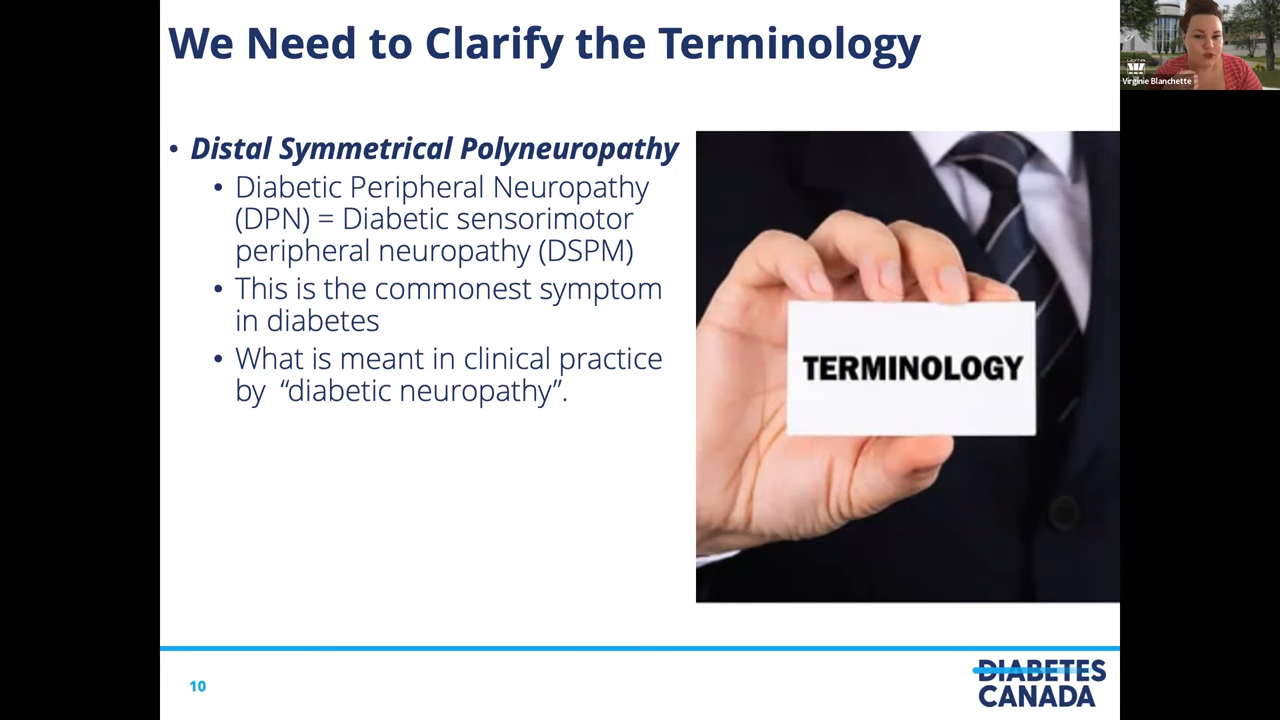 We Need to Clarify the Terminology
• Distal Symmetrical Polyneuropathy
• Diabetic Peripheral Neuropathy
(DPN) = Diabetic sensorimotor
peripheral neuropathy (DSPM)
• This is the commonest symptom
in diabetes
• What is meant in clinical practice
by “diabetic neuropathy”.
TERMINOLOGY
Virginie Blanchette
10
DIABETES
CANADA